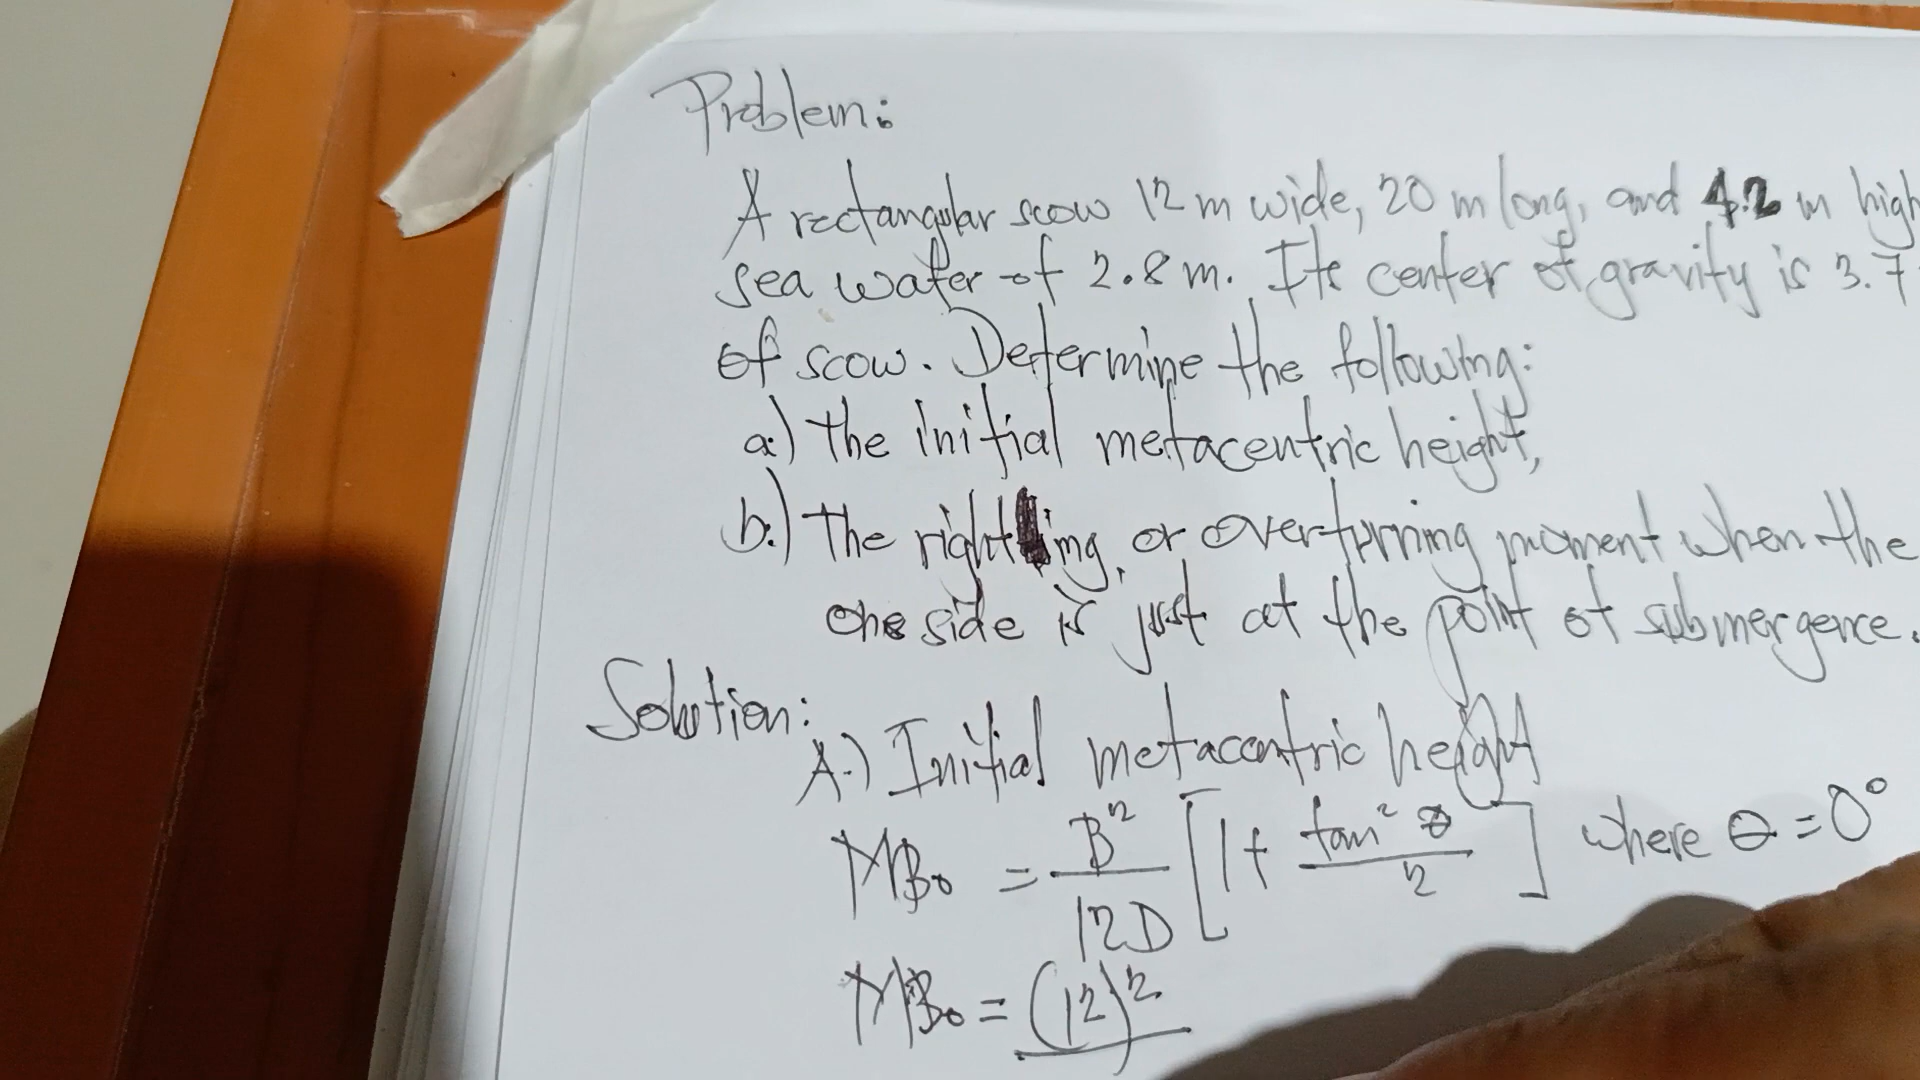 Problem:
A rectangular scow 12 m wide, 20 m long, and 4.2 m high
sea water of 2.8 m. Its center of gravity is 3.7
of scow. Determine the following:
a.) The initial metacentric height,
b.) The righting or overturning moment when the
one side is just at the point of submergence.
Solution:
A.) Initial metacentric height
MB₀ = B²/12D [1 + tan² θ/2] where θ = 0°
MB₀ = (12)²